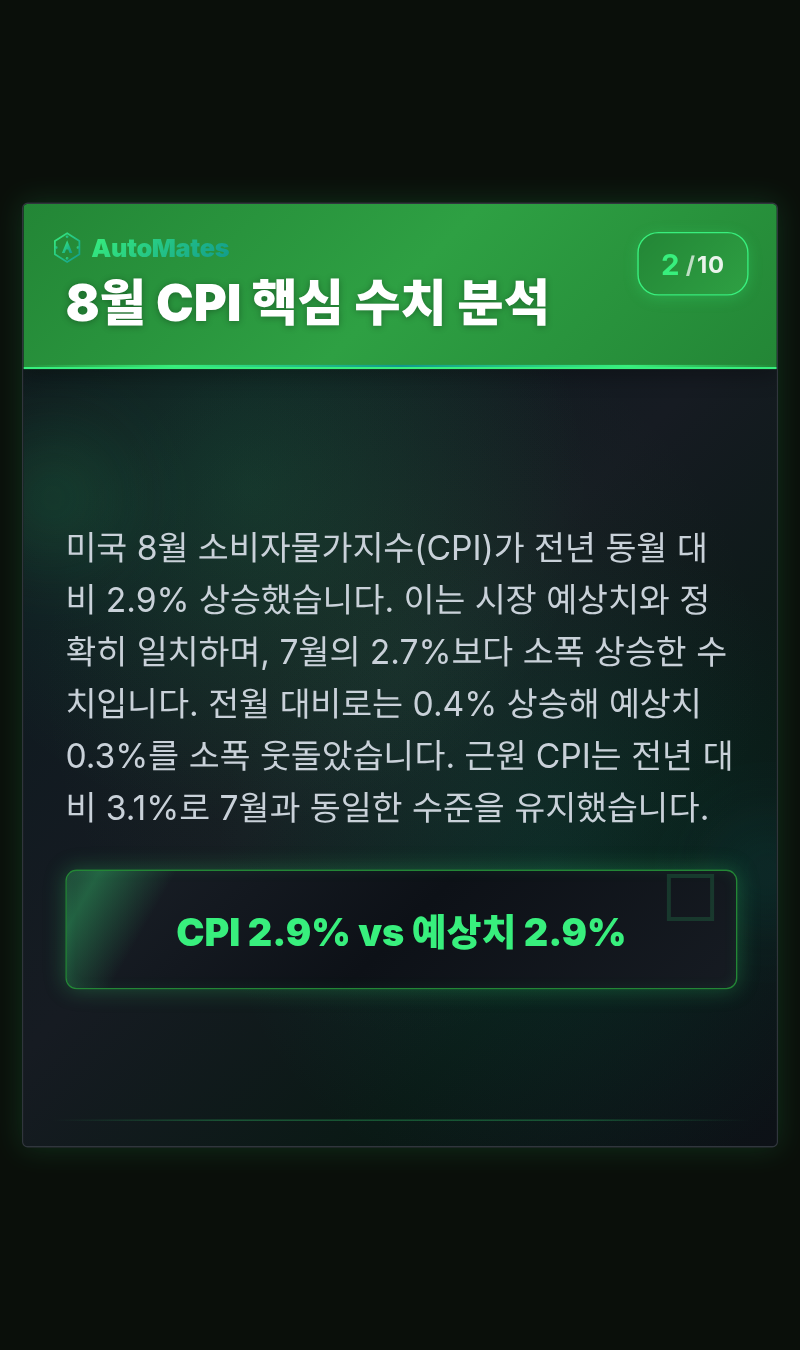 AutoMates
2 /10
8월 CPI 핵심 수치 분석
미국 8월 소비자물가지수(CPI)가 전년 동월 대
비 2.9% 상승했습니다. 이는 시장 예상치와 정
확히 일치하며, 7월의 2.7%보다 소폭 상승한 수
치입니다. 전월 대비로는 0.4% 상승해 예상치
0.3%를 소폭 웃돌았습니다. 근원 CPI는 전년 대
비 3.1%로 7월과 동일한 수준을 유지했습니다.
CPI 2.9% vs 예상치 2.9%